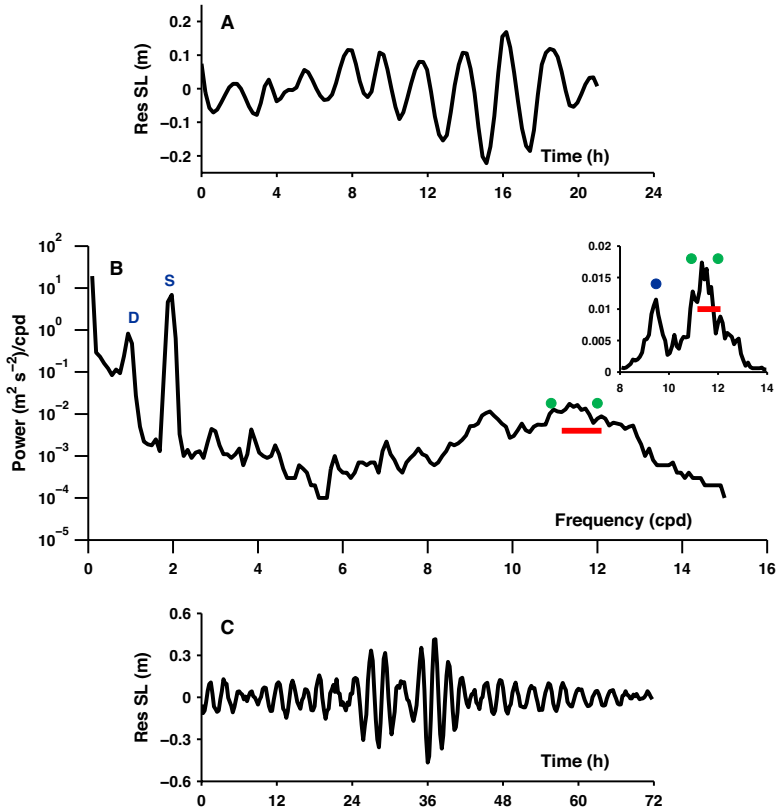 A
Res SL (m)
0.2
0.1
0
−0.1
−0.2
Time (h)
0 4 8 12 16 20 24
B
Power (m² s⁻²)/cpd
10²
10¹
10⁰
10⁻¹
10⁻²
10⁻³
10⁻⁴
10⁻⁵
D
S
0.02
0.015
0.01
0.005
0
8 10 12 14
Frequency (cpd)
0 2 4 6 8 10 12 14 16
C
Res SL (m)
0.6
0.3
0
−0.3
−0.6
Time (h)
0 12 24 36 48 60 72